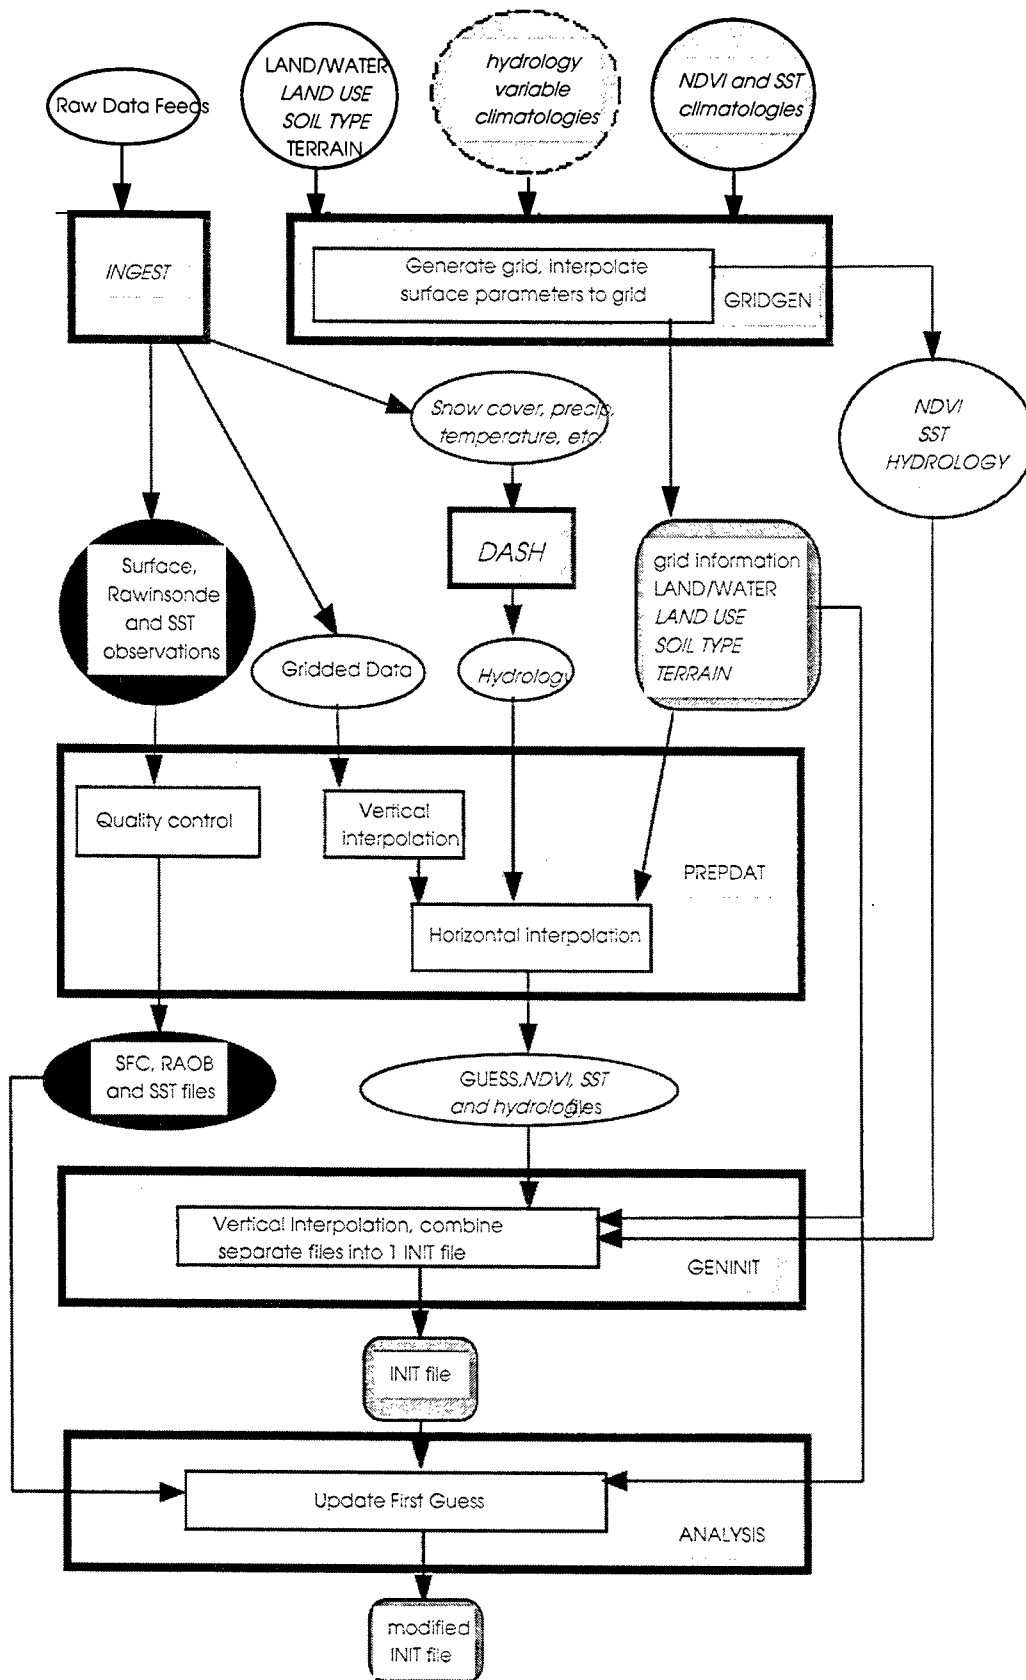 Raw Data Feeds
LAND/WATER
LAND USE
SOIL TYPE
TERRAIN
hydrology
variable
climatologies
NDVI and SST
climatologies
INGEST
Generate grid, interpolate
surface parameters to grid
GRIDGEN
Snow cover, precip,
temperature, etc.
NDVI
SST
HYDROLOGY
DASH
Surface,
Rawinsonde
and SST
observations
Gridded Data
Hydrology
grid information
LAND/WATER
LAND USE
SOIL TYPE
TERRAIN
Quality control
Vertical
interpolation
PREPDAT
Horizontal interpolation
SFC, RAOB
and SST files
GUESS,NDVI, SST
and hydrology files
Vertical Interpolation, combine
separate files into 1 INIT file
GENINIT
INIT file
Update First Guess
ANALYSIS
modified
INIT file